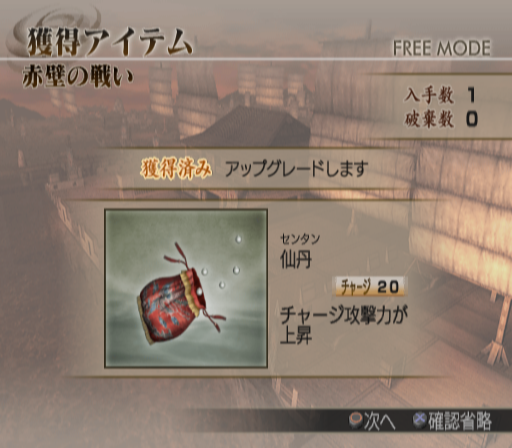 獲得アイテム
FREE MODE
赤壁の戦い
入手数 1
破棄数 0
獲得済み アップグレードします
センタン
仙丹
チャージ 20
チャージ攻撃力が
上昇
次へ 確認省略